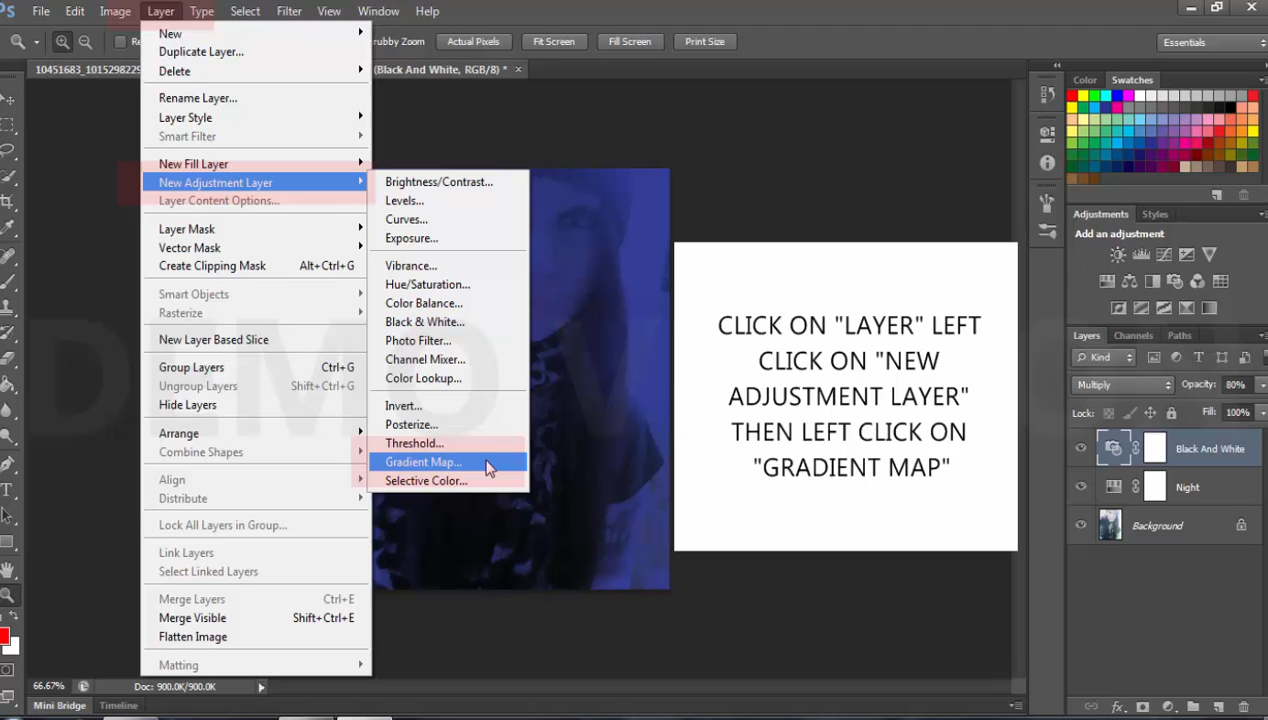 PS File Edit Image Layer Type Select Filter View Window Help
Scrubby Zoom Actual Pixels Fit Screen Fill Screen Print Size Essentials
10451683_1015298229 (Black And White, RGB/8) * ×
New
Duplicate Layer...
Delete
Rename Layer...
Layer Style
Smart Filter
New Fill Layer
New Adjustment Layer
Layer Content Options...
Layer Mask
Vector Mask
Create Clipping Mask Alt+Ctrl+G
Smart Objects
Rasterize
New Layer Based Slice
Group Layers Ctrl+G
Ungroup Layers Shift+Ctrl+G
Hide Layers
Arrange
Combine Shapes
Align
Distribute
Lock All Layers in Group...
Link Layers
Select Linked Layers
Merge Layers Ctrl+E
Merge Visible Shift+Ctrl+E
Flatten Image
Matting
Brightness/Contrast...
Levels...
Curves...
Exposure...
Vibrance...
Hue/Saturation...
Color Balance...
Black & White...
Photo Filter...
Channel Mixer...
Color Lookup...
Invert...
Posterize...
Threshold...
Gradient Map...
Selective Color...
DEMO V
CLICK ON "LAYER" LEFT
CLICK ON "NEW
ADJUSTMENT LAYER"
THEN LEFT CLICK ON
"GRADIENT MAP"
Color Swatches
Adjustments Styles
Add an adjustment
Layers Channels Paths
Kind
Multiply Opacity: 80%
Lock: Fill: 100%
Black And White
Night
Background
66.67% Doc: 900.0K/900.0K
Mini Bridge Timeline